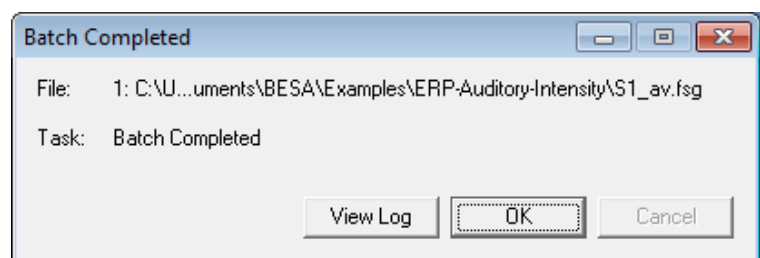 Batch Completed
File: 1: C:\U...uments\BESA\Examples\ERP-Auditory-Intensity\S1_av.fsg
Task: Batch Completed
View Log OK Cancel